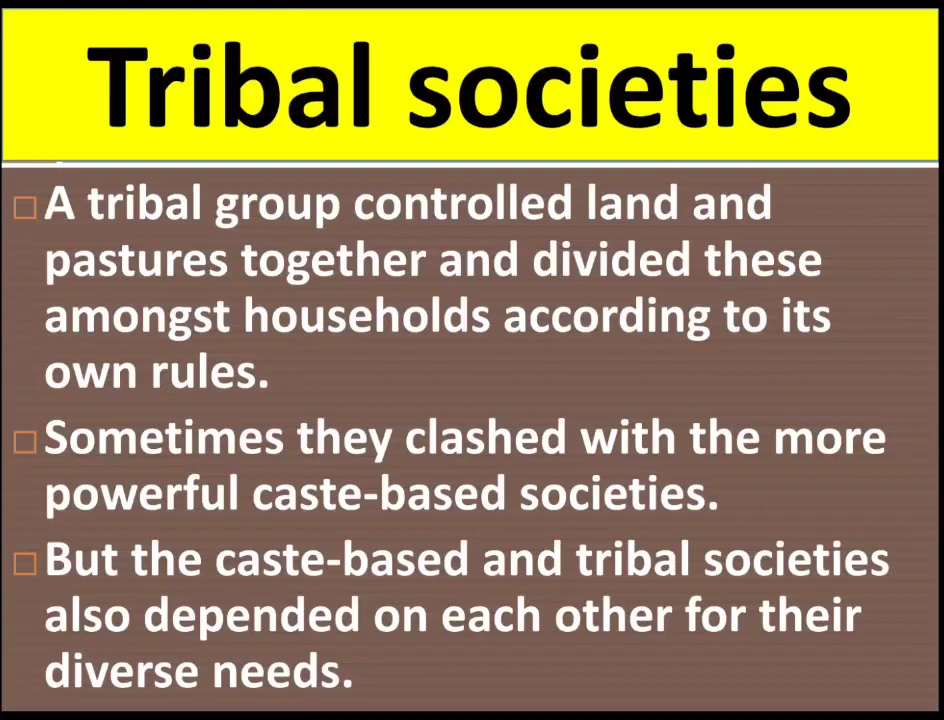 Tribal societies
A tribal group controlled land and
pastures together and divided these
amongst households according to its
own rules.
Sometimes they clashed with the more
powerful caste-based societies.
But the caste-based and tribal societies
also depended on each other for their
diverse needs.